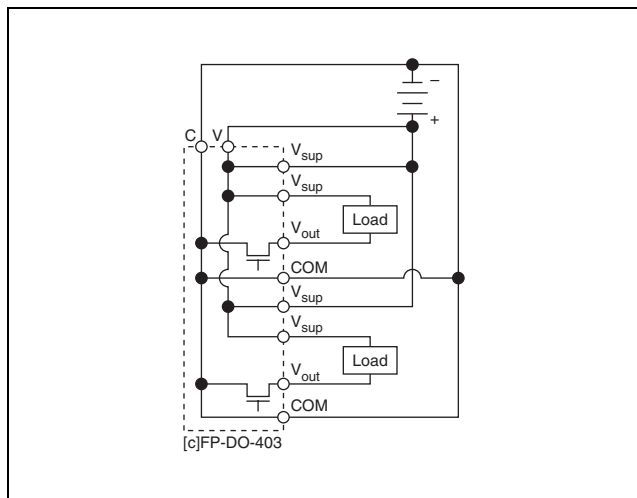 –
+
C V
Vsup
Vsup
Load
Vout
COM
Vsup
Vsup
Load
Vout
COM
[c]FP-DO-403